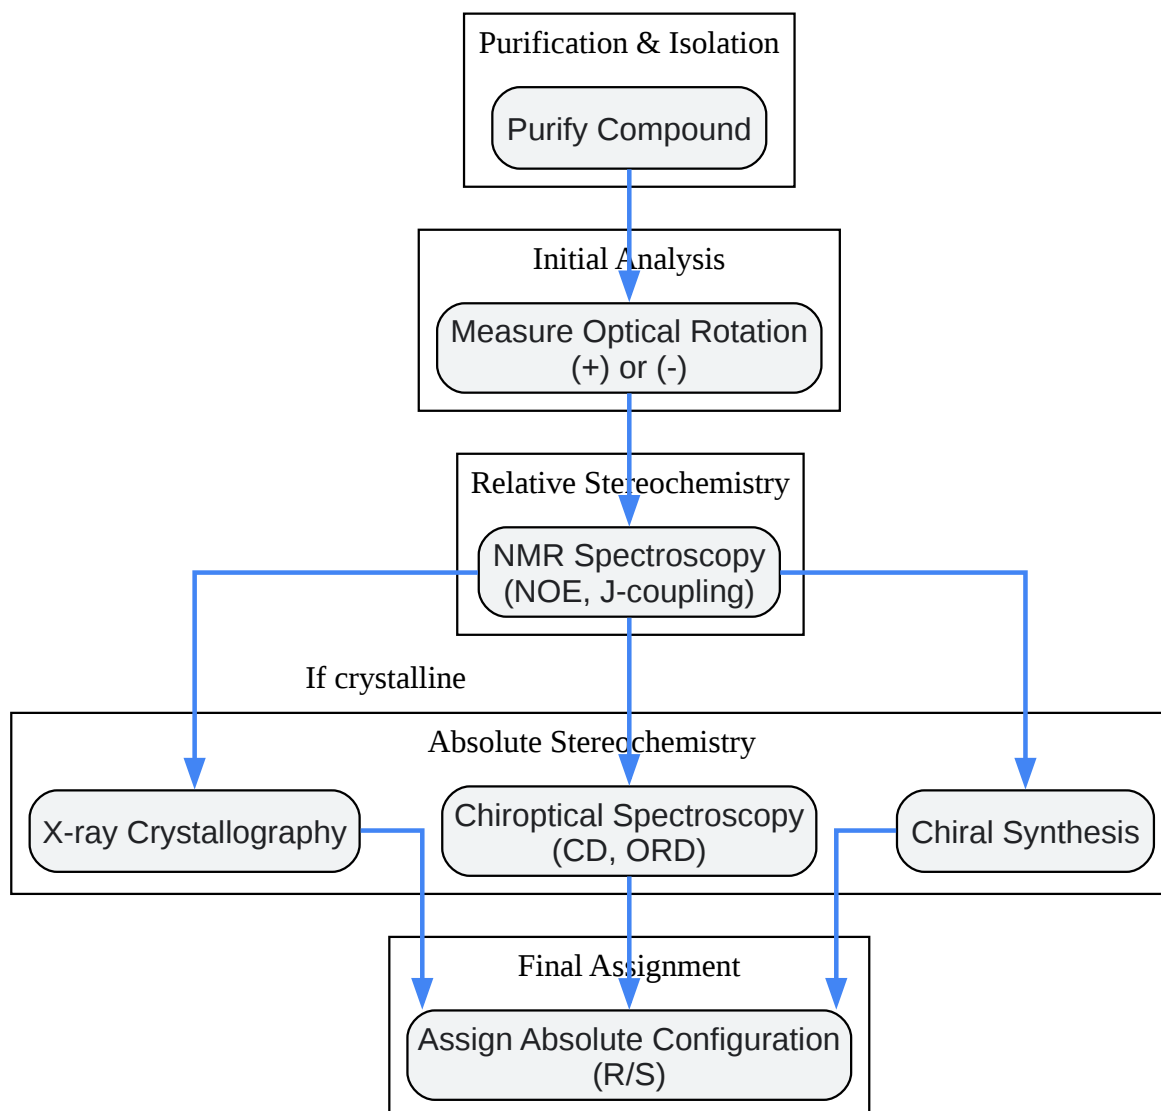 Purification & Isolation
Purify Compound
Initial Analysis
Measure Optical Rotation
(+) or (-)
Relative Stereochemistry
NMR Spectroscopy
(NOE, J-coupling)
If crystalline
Absolute Stereochemistry
X-ray Crystallography
Chiroptical Spectroscopy
(CD, ORD)
Chiral Synthesis
Final Assignment
Assign Absolute Configuration
(R/S)